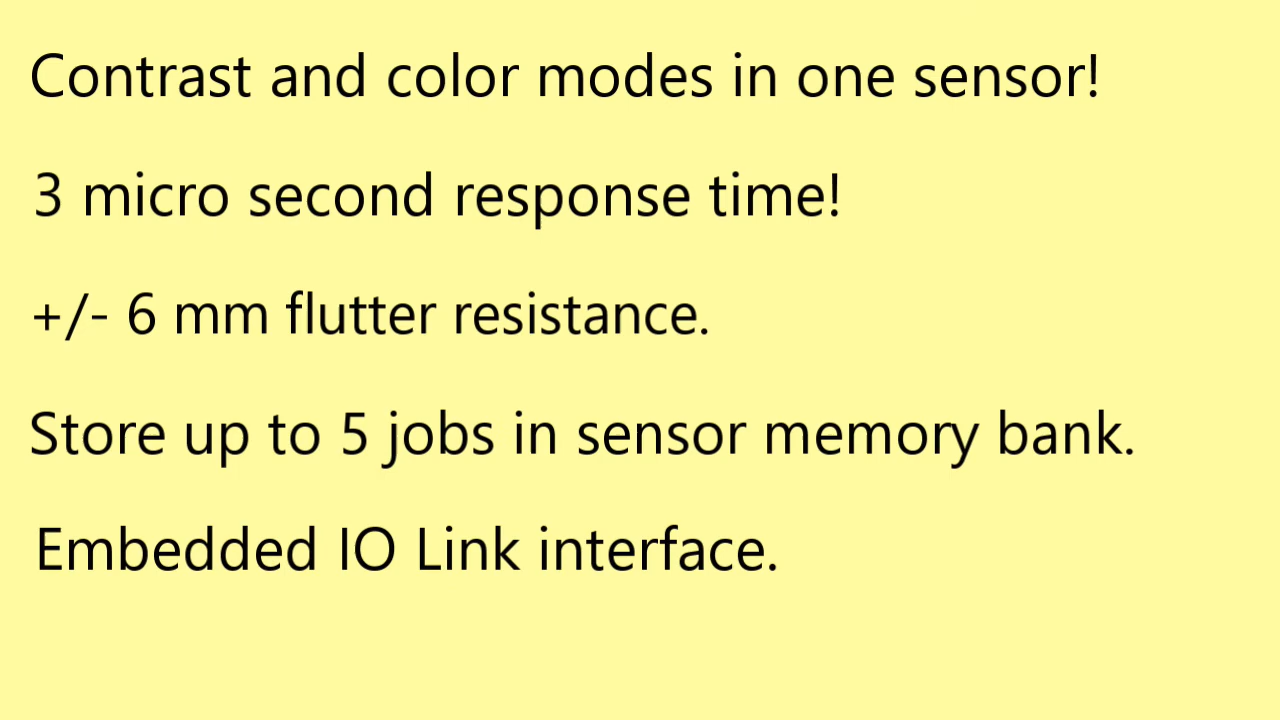 Contrast and color modes in one sensor!
3 micro second response time!
+/- 6 mm flutter resistance.
Store up to 5 jobs in sensor memory bank.
Embedded IO Link interface.